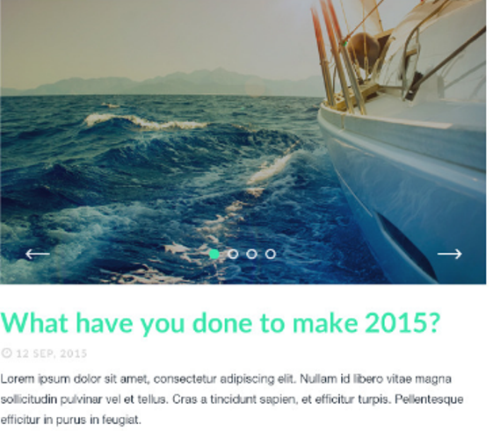 What have you done to make 2015?
12 SEP. 2015
Lorem ipsum dolor sit amet, consectetur adipiscing elit. Nullam id libero vitae magna
sollicitudin pulvinar vel et tellus. Cras a tincidunt sapien, et efficitur turpis. Pellentesque
efficitur in purus in feugiat.